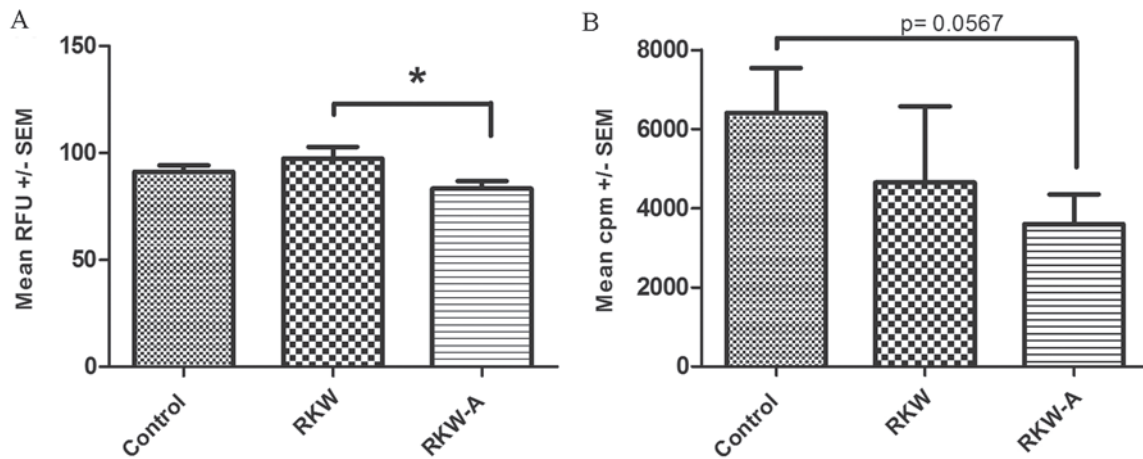 A
Mean RFU +/- SEM
150
100
50
0
*
Control
RKW
RKW-A
B
Mean cpm +/- SEM
8000
6000
4000
2000
0
p= 0.0567
Control
RKW
RKW-A